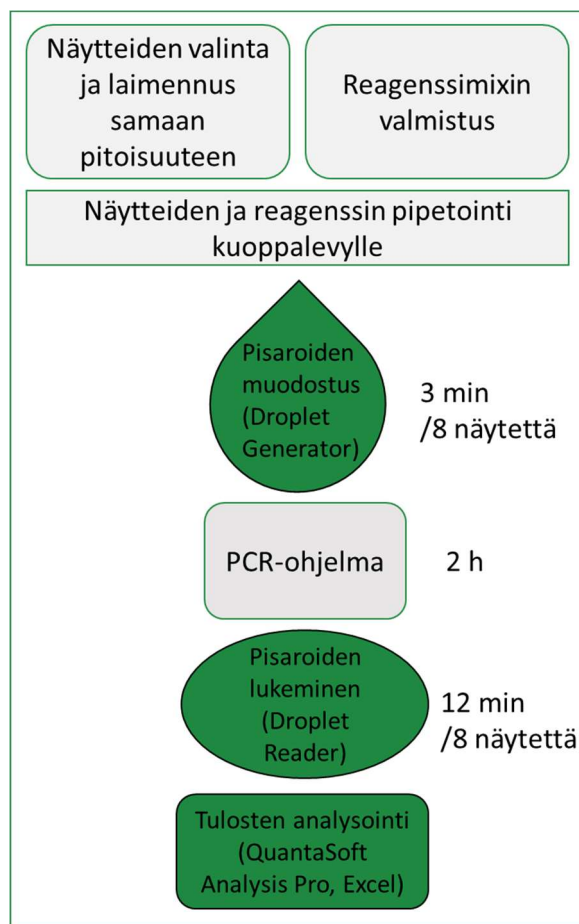 Näytteiden valinta
ja laimennus
samaan
pitoisuuteen
Reagenssimixin
valmistus
Näytteiden ja reagenssin pipetointi
kuoppalevylle
Pisaroiden
muodostus
(Droplet
Generator)
3 min
/8 näytettä
PCR-ohjelma
2 h
Pisaroiden
lukeminen
(Droplet
Reader)
12 min
/8 näytettä
Tulosten analysointi
(QuantaSoft
Analysis Pro, Excel)